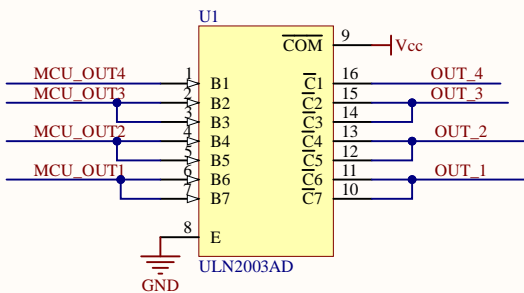 U1
COM 9 Vcc
MCU_OUT4 1 B1 C1 16 OUT_4
MCU_OUT3 2 B2 C2 15 OUT_3
3 B3 C3 14
MCU_OUT2 4 B4 C4 13 OUT_2
5 B5 C5 12
MCU_OUT1 6 B6 C6 11 OUT_1
7 B7 C7 10
8 E
ULN2003AD
GND